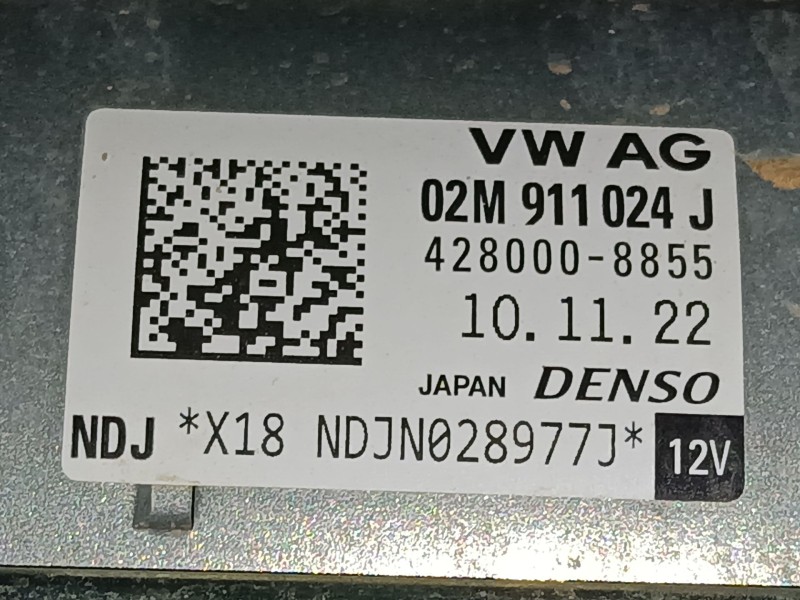 VW AG
02M 911 024 J
428000-8855
10. 11. 22
JAPAN DENSO
NDJ *X18 NDJN028977J* 12V